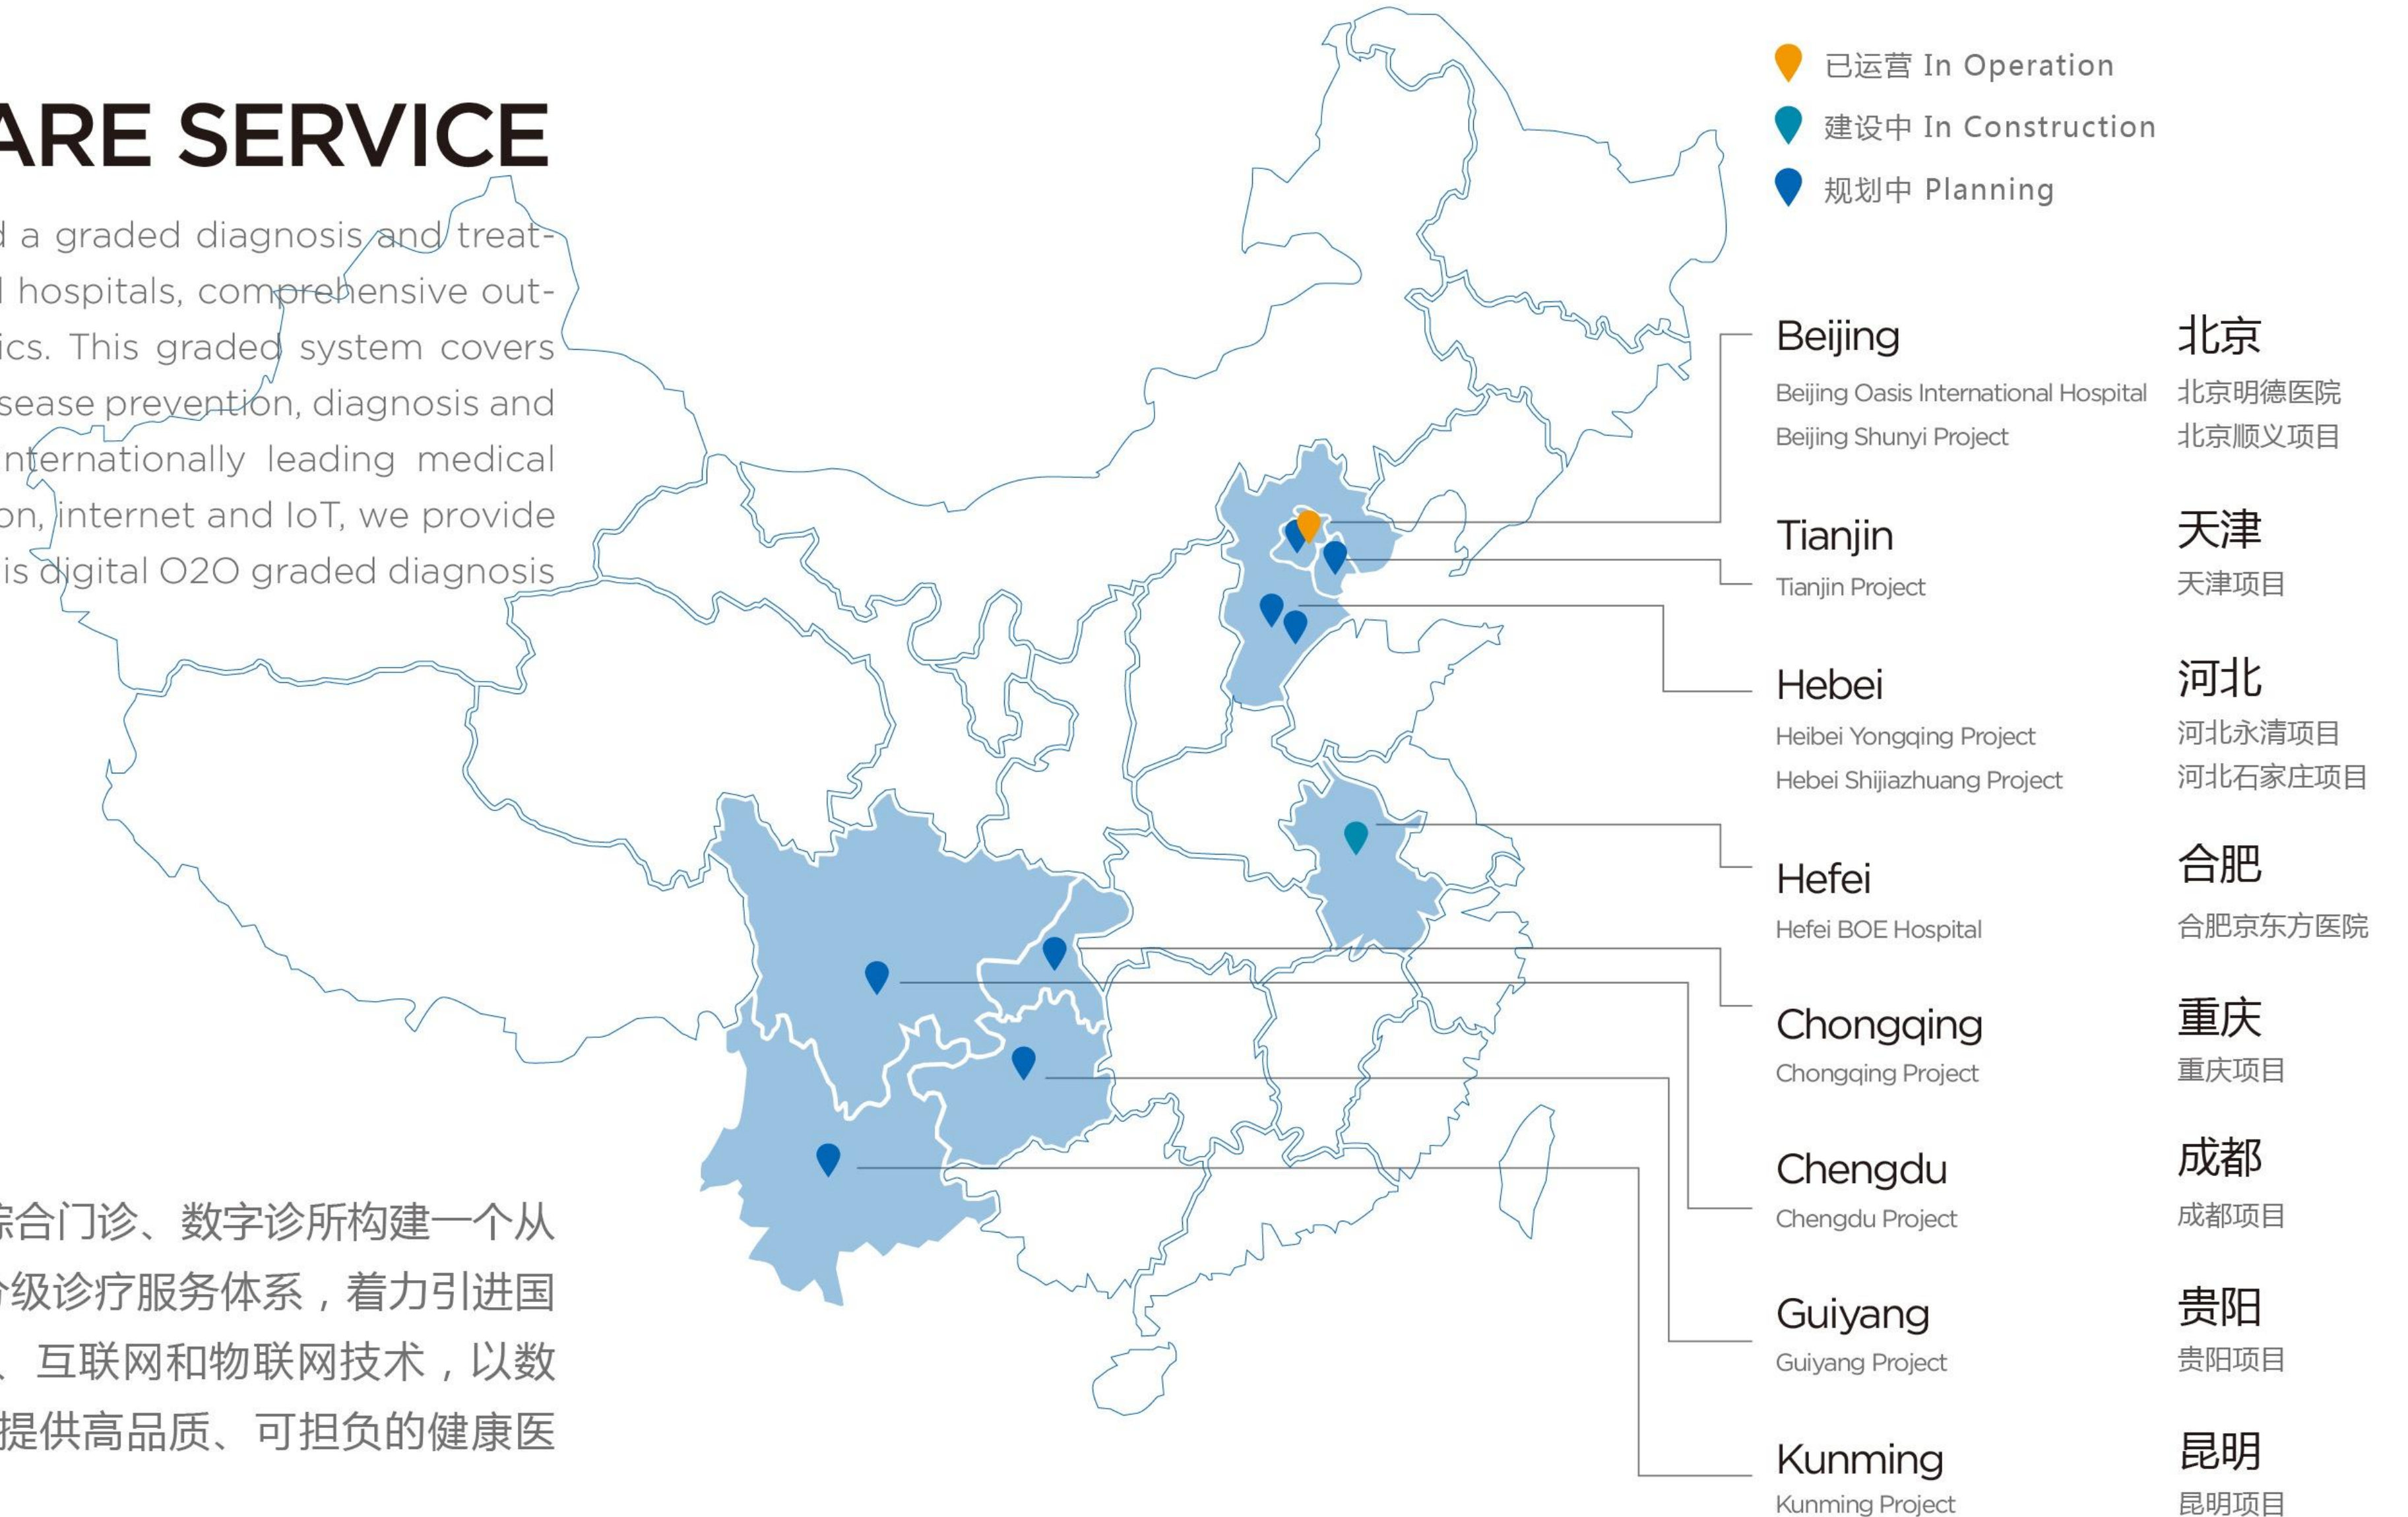 ARE SERVICE
a graded diagnosis and treat-
hospitals, comprehensive out-
ics. This graded system covers
sease prevention, diagnosis and
nternationally leading medical
on, internet and IoT, we provide
is digital O2O graded diagnosis
综合门诊、数字诊所构建一个从
分级诊疗服务体系，着力引进国
、互联网和物联网技术，以数
提供高品质、可担负的健康医
已运营 In Operation
建设中 In Construction
规划中 Planning
Beijing 北京
Beijing Oasis International Hospital 北京明德医院
Beijing Shunyi Project 北京顺义项目
Tianjin 天津
Tianjin Project 天津项目
Hebei 河北
Heibei Yongqing Project 河北永清项目
Hebei Shijiazhuang Project 河北石家庄项目
Hefei 合肥
Hefei BOE Hospital 合肥京东方医院
Chongqing 重庆
Chongqing Project 重庆项目
Chengdu 成都
Chengdu Project 成都项目
Guiyang 贵阳
Guiyang Project 贵阳项目
Kunming 昆明
Kunming Project 昆明项目